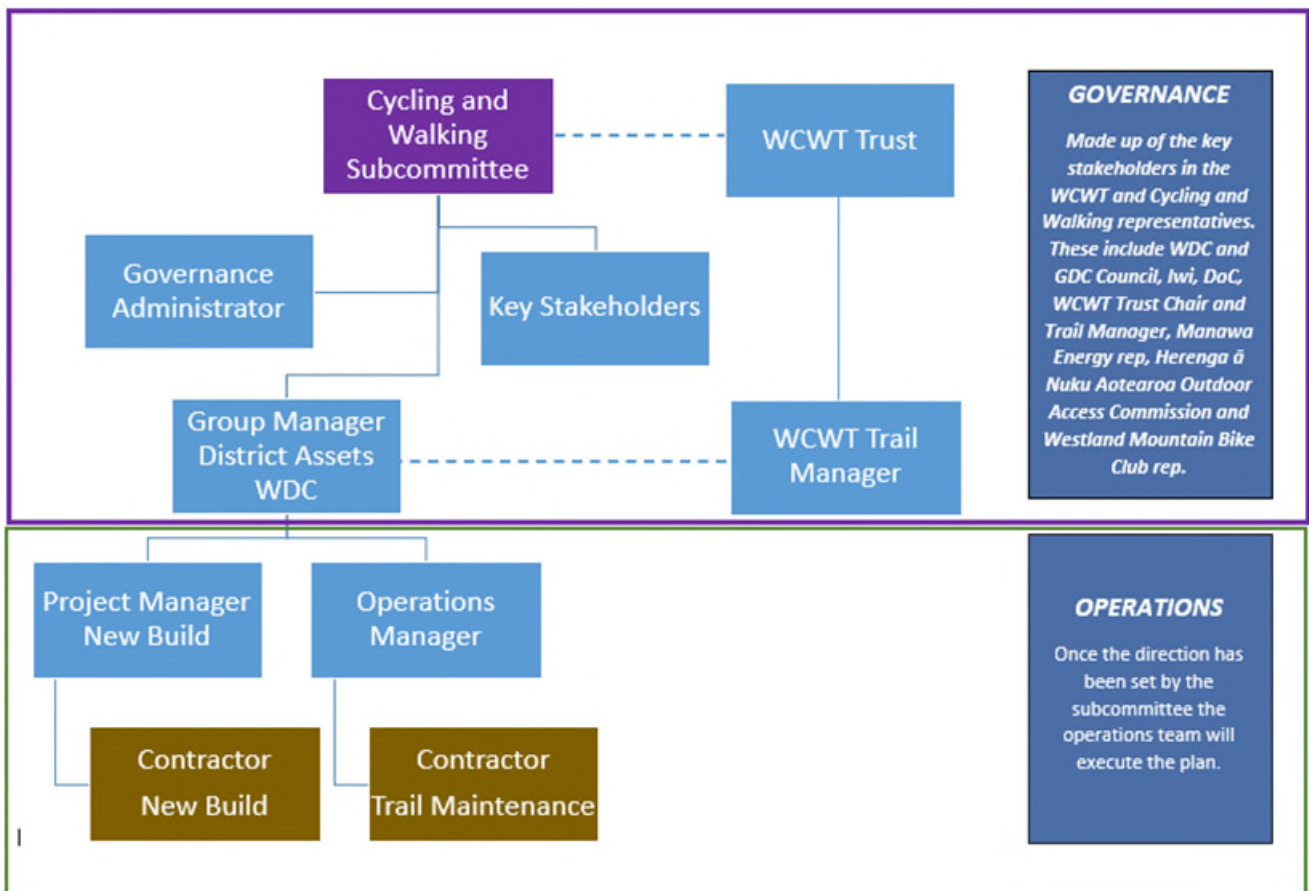 Cycling and
Walking
Subcommittee
WCWT Trust
Governance
Administrator
Key Stakeholders
Group Manager
District Assets
WDC
WCWT Trail
Manager
GOVERNANCE
Made up of the key
stakeholders in the
WCWT and Cycling and
Walking representatives.
These include WDC and
GDC Council, Iwi, DoC,
WCWT Trust Chair and
Trail Manager, Manawa
Energy rep, Herenga ā
Nuku Aotearoa Outdoor
Access Commission and
Westland Mountain Bike
Club rep.
Project Manager
New Build
Operations
Manager
Contractor
New Build
Contractor
Trail Maintenance
OPERATIONS
Once the direction has
been set by the
subcommittee the
operations team will
execute the plan.